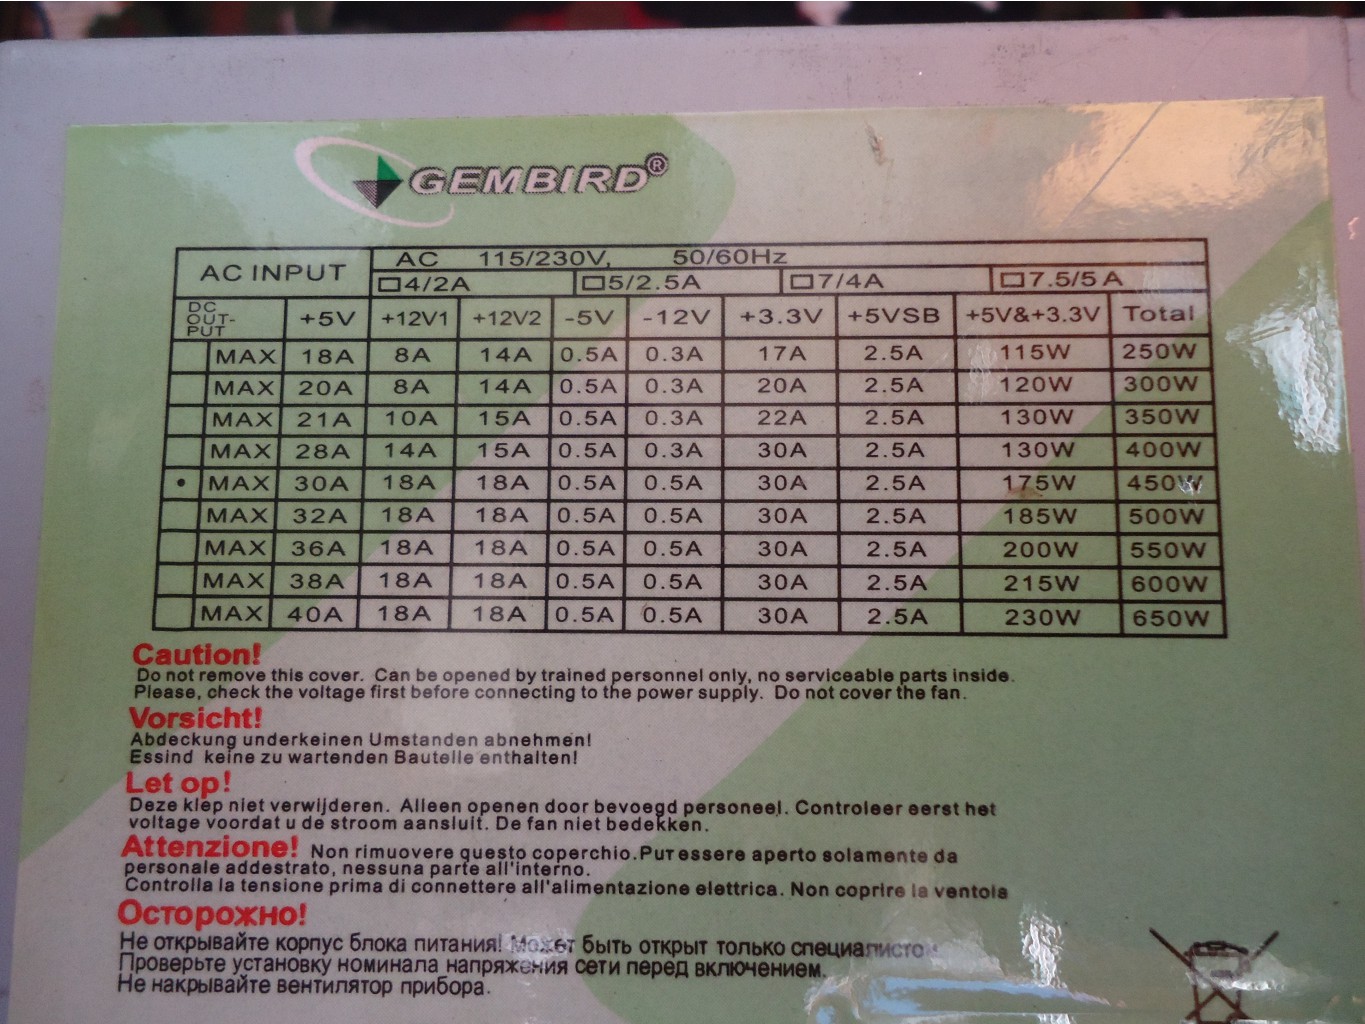 GEMBIRD®
AC INPUT
AC 115/230V, 50/60Hz
□4/2A □5/2.5A □7/4A □7.5/5A
DC OUT-PUT +5V +12V1 +12V2 -5V -12V +3.3V +5VSB +5V&+3.3V Total
MAX 18A 8A 14A 0.5A 0.3A 17A 2.5A 115W 250W
MAX 20A 8A 14A 0.5A 0.3A 20A 2.5A 120W 300W
MAX 21A 10A 15A 0.5A 0.3A 22A 2.5A 130W 350W
MAX 28A 14A 15A 0.5A 0.3A 30A 2.5A 130W 400W
• MAX 30A 18A 18A 0.5A 0.5A 30A 2.5A 175W 450W
MAX 32A 18A 18A 0.5A 0.5A 30A 2.5A 185W 500W
MAX 36A 18A 18A 0.5A 0.5A 30A 2.5A 200W 550W
MAX 38A 18A 18A 0.5A 0.5A 30A 2.5A 215W 600W
MAX 40A 18A 18A 0.5A 0.5A 30A 2.5A 230W 650W
Caution!
Do not remove this cover. Can be opened by trained personnel only, no serviceable parts inside.
Please, check the voltage first before connecting to the power supply. Do not cover the fan.
Vorsicht!
Abdeckung underkeinen Umstanden abnehmen!
Essind keine zu wartenden Bautelle enthalten!
Let op!
Deze klep niet verwijderen. Alleen openen door bevoegd personeel. Controleer eerst het
voltage voordat u de stroom aansluit. De fan niet bedekken.
Attenzione! Non rimuovere questo coperchio.Puт essere aperto solamente da
personale addestrato, nessuna parte all'interno.
Controlla la tensione prima di connettere all'alimentazione elettrica. Non coprire la ventola
Осторожно!
Не открывайте корпус блока питания! Может быть открыт только специалистом.
Проверьте установку номинала напряжения сети перед включением.
Не накрывайте вентилятор прибора.